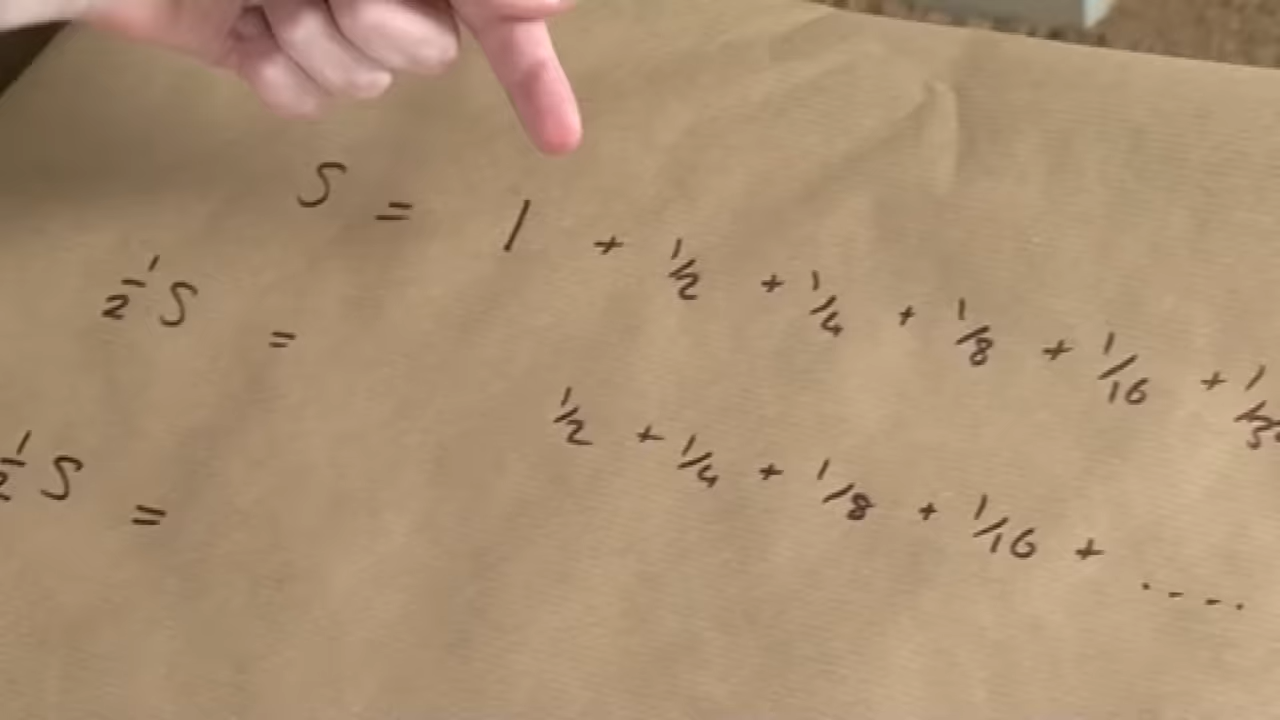 S = 1 + 1/2 + 1/4 + 1/8 + 1/16 + 1/
1/2 S = 1/2 + 1/4 + 1/8 + 1/16 + ....
1/2 S =